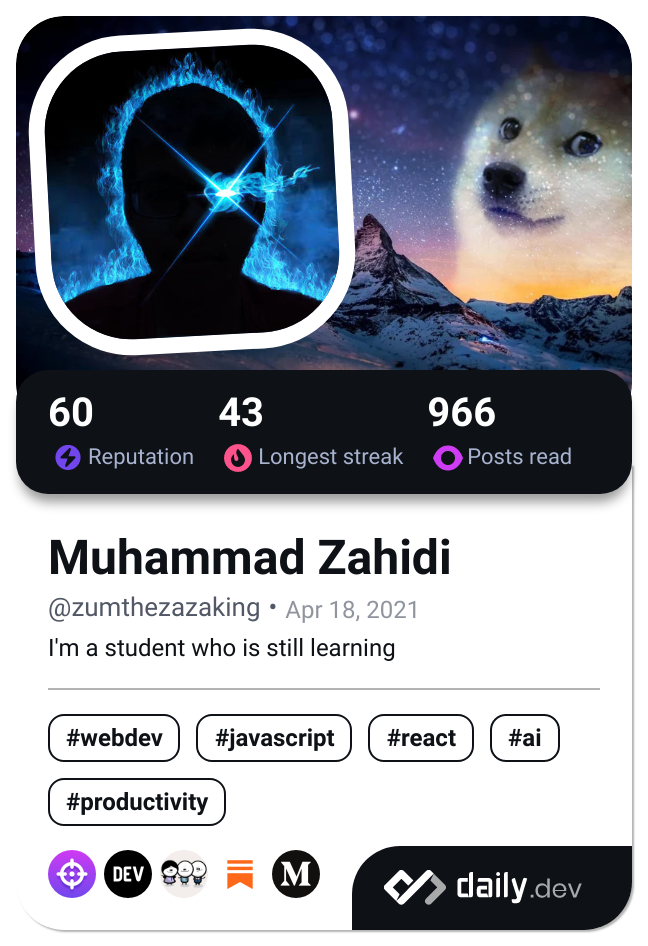 60 43 966
Reputation Longest streak Posts read
Muhammad Zahidi
@zumthezazaking • Apr 18, 2021
I'm a student who is still learning
#webdev #javascript #react #ai
#productivity
DEV M daily.dev